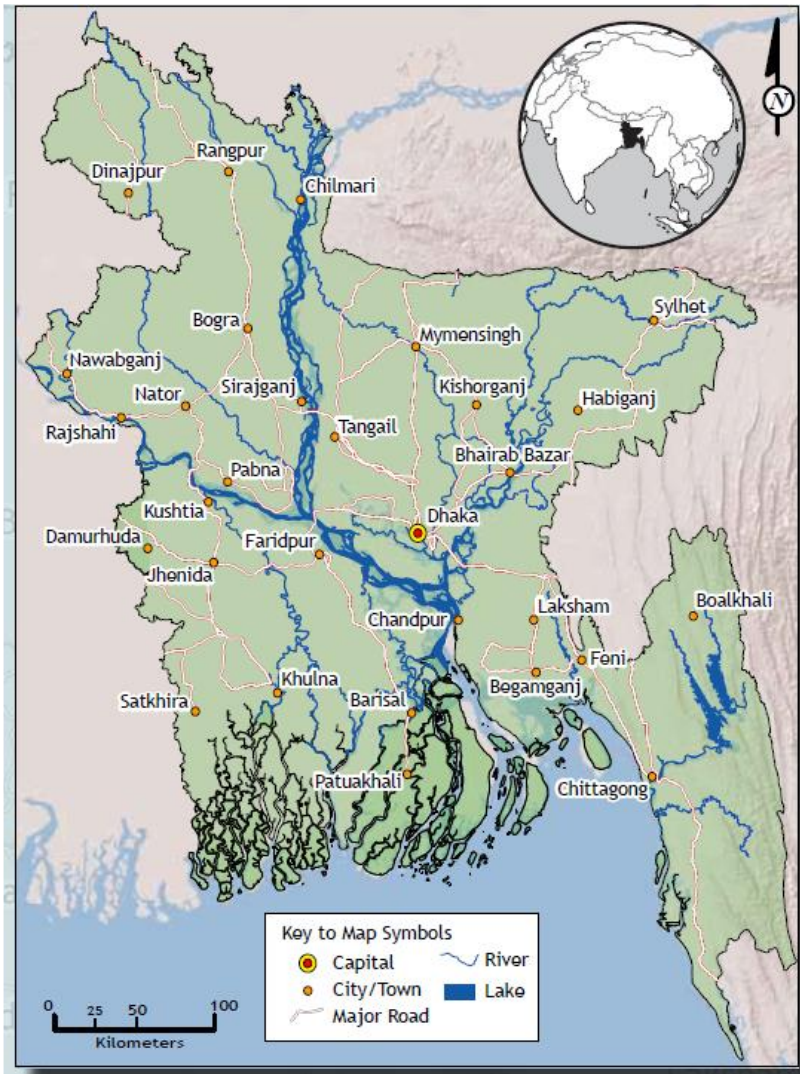 N
Rangpur
Dinajpur
Chilmari
Sylhet
Bogra
Mymensingh
Nawabganj
Nator
Sirajganj
Kishorganj
Habiganj
Rajshahi
Tangail
Bhairab Bazar
Pabna
Kushtia
Dhaka
Damurhuda
Faridpur
Jhenida
Boalkhali
Chandpur
Laksham
Feni
Khulna
Begamganj
Satkhira
Barisal
Patuakhali
Chittagong
Key to Map Symbols
Capital
River
City/Town
Lake
Major Road
0 25 50 100
Kilometers